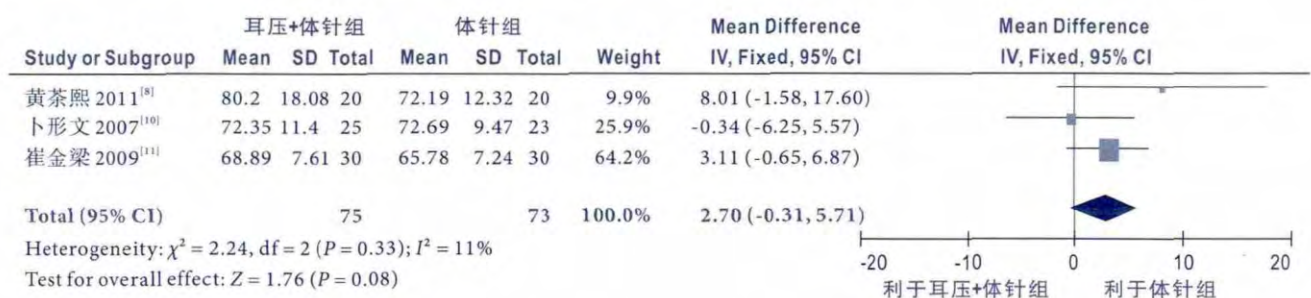 耳压+体针组 体针组 Mean Difference Mean Difference
Study or Subgroup Mean SD Total Mean SD Total Weight IV, Fixed, 95% CI IV, Fixed, 95% CI
黄茶熙 2011[8] 80.2 18.08 20 72.19 12.32 20 9.9% 8.01 (-1.58, 17.60)
卜彤文 2007[10] 72.35 11.4 25 72.69 9.47 23 25.9% -0.34 (-6.25, 5.57)
崔金梁 2009[11] 68.89 7.61 30 65.78 7.24 30 64.2% 3.11 (-0.65, 6.87)
Total (95% CI) 75 73 100.0% 2.70 (-0.31, 5.71)
Heterogeneity: χ² = 2.24, df = 2 (P = 0.33); I² = 11%
Test for overall effect: Z = 1.76 (P = 0.08)
-20 -10 0 10 20
利于耳压+体针组 利于体针组